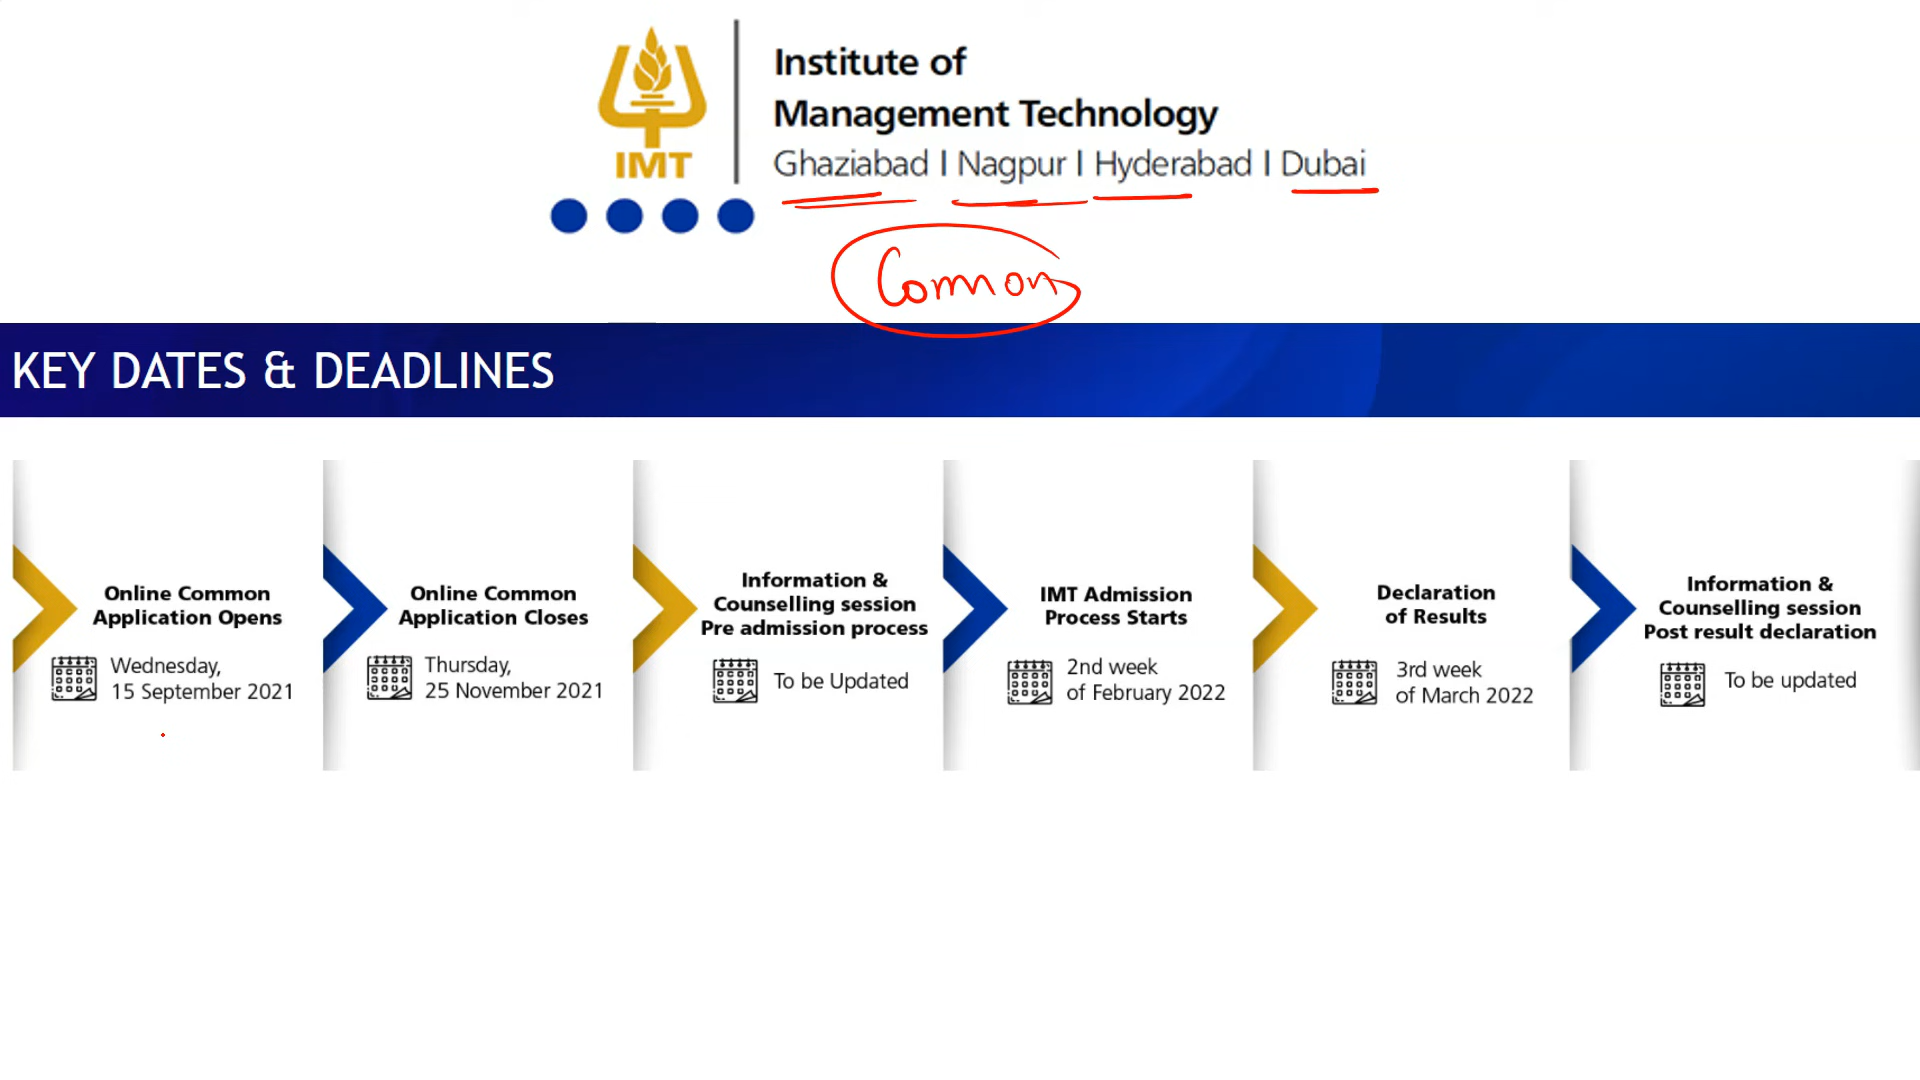 Institute of
Management Technology
Ghaziabad | Nagpur | Hyderabad | Dubai
IMT
Common
KEY DATES & DEADLINES
Online Common
Application Opens
Wednesday,
15 September 2021
Online Common
Application Closes
Thursday,
25 November 2021
Information &
Counselling session
Pre admission process
To be Updated
IMT Admission
Process Starts
2nd week
of February 2022
Declaration
of Results
3rd week
of March 2022
Information &
Counselling session
Post result declaration
To be updated